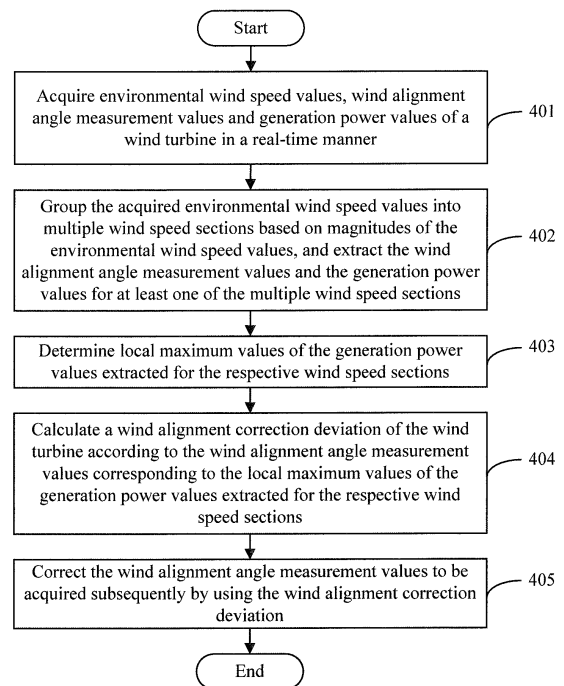 Start
Acquire environmental wind speed values, wind alignment
angle measurement values and generation power values of a
wind turbine in a real-time manner
401
Group the acquired environmental wind speed values into
multiple wind speed sections based on magnitudes of the
environmental wind speed values, and extract the wind
alignment angle measurement values and the generation power
values for at least one of the multiple wind speed sections
402
Determine local maximum values of the generation power
values extracted for the respective wind speed sections
403
Calculate a wind alignment correction deviation of the wind
turbine according to the wind alignment angle measurement
values corresponding to the local maximum values of the
generation power values extracted for the respective wind
speed sections
404
Correct the wind alignment angle measurement values to be
acquired subsequently by using the wind alignment correction
deviation
405
End